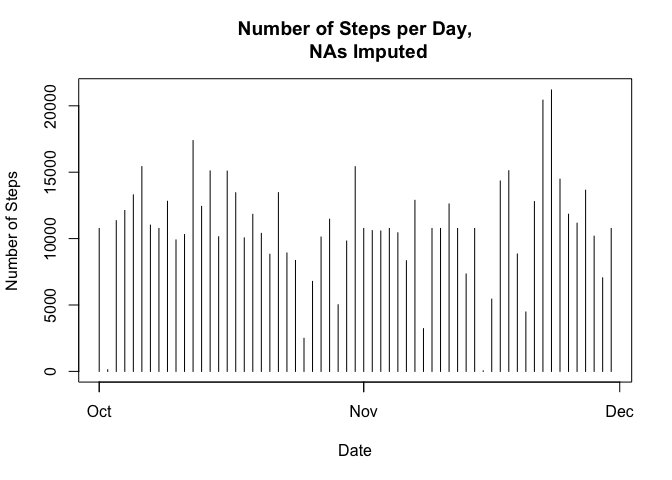 Number of Steps per Day,
NAs Imputed
Number of Steps
20000
15000
10000
5000
0
Oct
Nov
Dec
Date